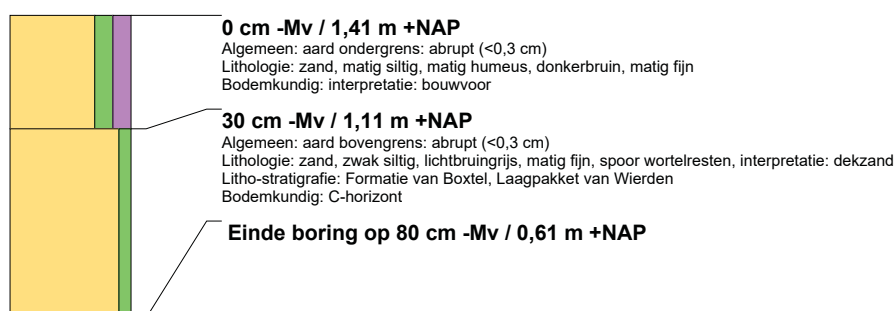 0 cm -Mv / 1,41 m +NAP
Algemeen: aard ondergrens: abrupt (<0,3 cm)
Lithologie: zand, matig siltig, matig humeus, donkerbruin, matig fijn
Bodemkundig: interpretatie: bouwvoor
30 cm -Mv / 1,11 m +NAP
Algemeen: aard bovengrens: abrupt (<0,3 cm)
Lithologie: zand, zwak siltig, lichtbruingrijs, matig fijn, spoor wortelresten, interpretatie: dekzand
Litho-stratigrafie: Formatie van Boxtel, Laagpakket van Wierden
Bodemkundig: C-horizont
Einde boring op 80 cm -Mv / 0,61 m +NAP